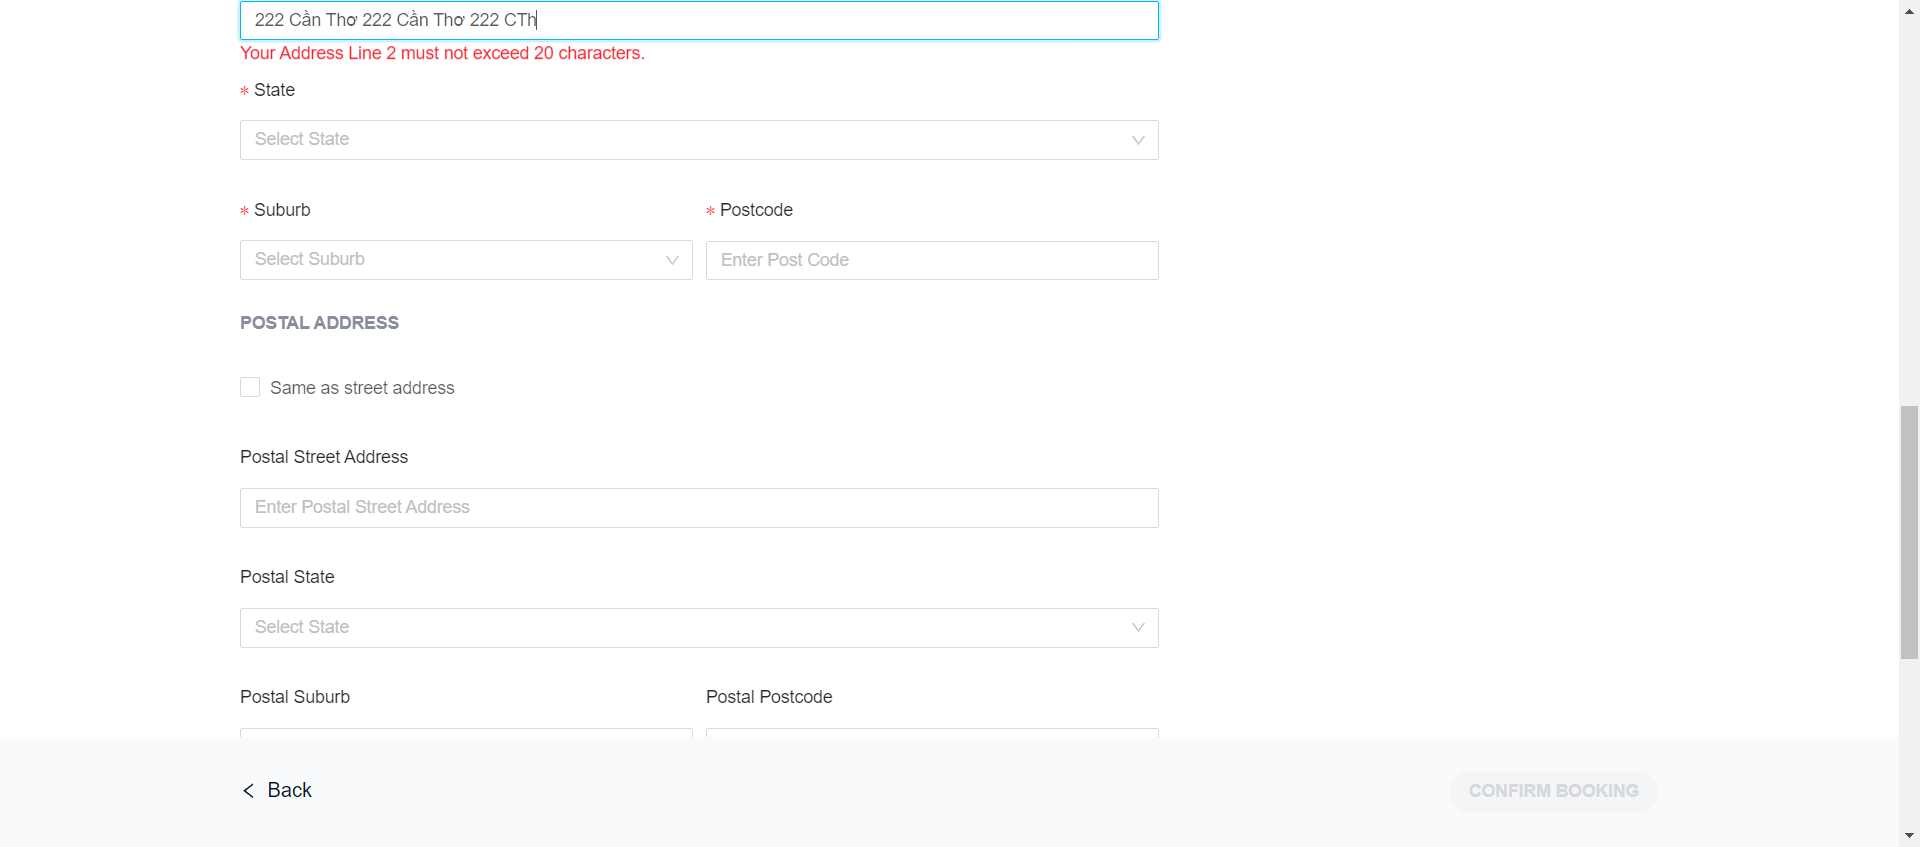 222 Cần Thơ 222 Cần Thơ 222 CTh
Your Address Line 2 must not exceed 20 characters.
* State
Select State
* Suburb
* Postcode
Select Suburb
Enter Post Code
POSTAL ADDRESS
Same as street address
Postal Street Address
Enter Postal Street Address
Postal State
Select State
Postal Suburb
Postal Postcode
Back
CONFIRM BOOKING